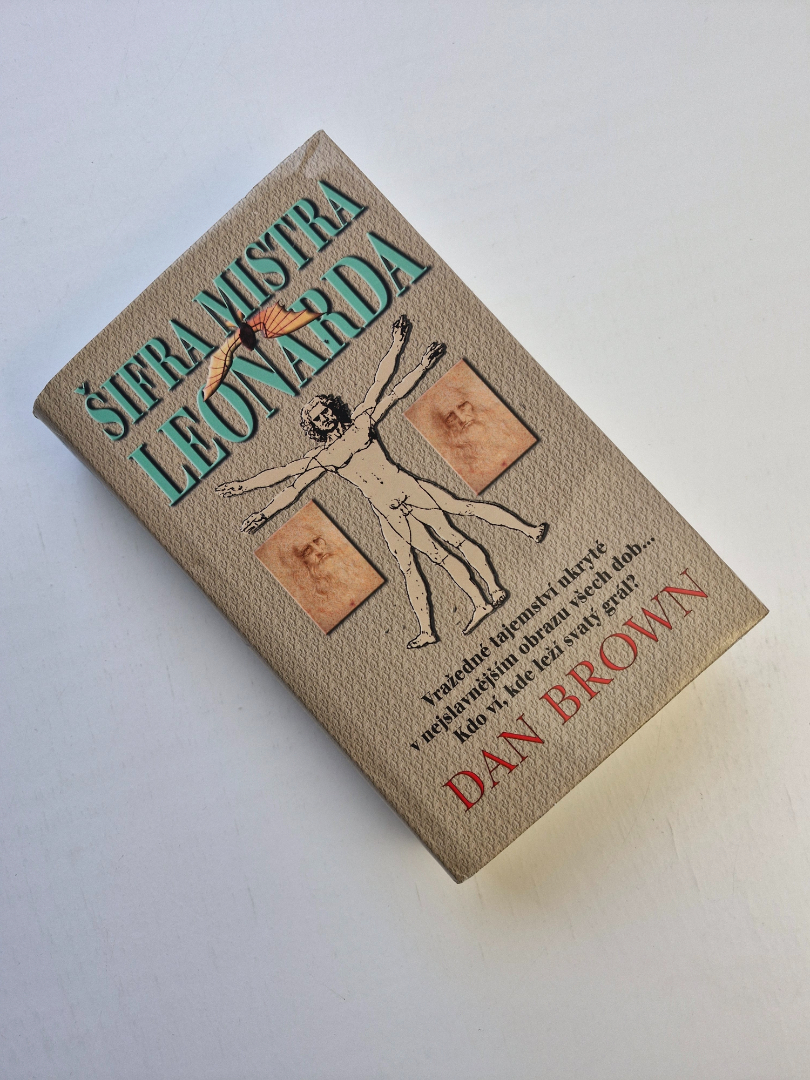 ŠIFRA MISTRA
LEONARDA
Vražedné tajemství ukryté
v nejslavnějším obrazu všech dob...
Kdo ví, kde leží svatý grál?
DAN BROWN